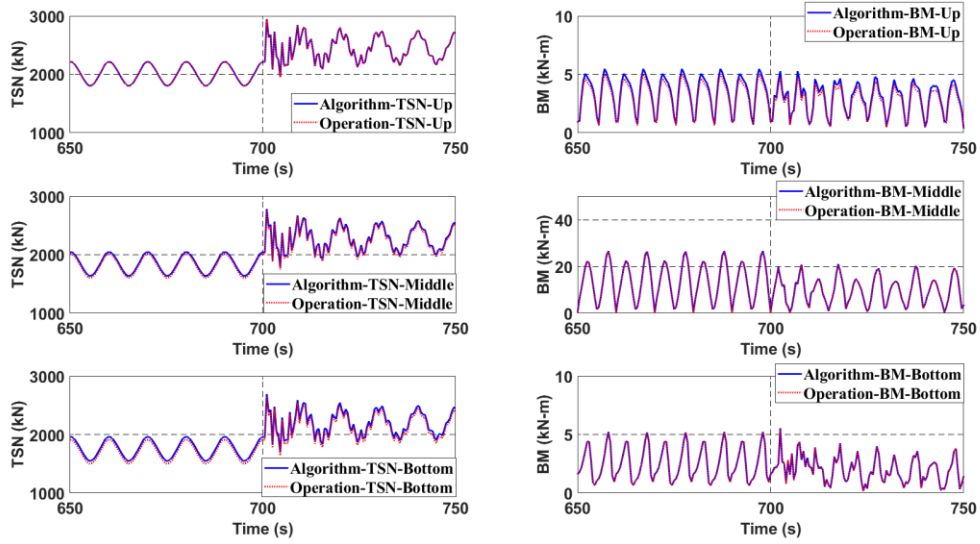 3000
2000
1000
TSN (kN)
Algorithm-TSN-Up
Operation-TSN-Up
650
700
750
Time (s)
10
5
0
BM (kN-m)
Algorithm-BM-Up
Operation-BM-Up
650
700
750
Time (s)
3000
2000
1000
TSN (kN)
Algorithm-TSN-Middle
Operation-TSN-Middle
650
700
750
Time (s)
40
20
0
BM (kN-m)
Algorithm-BM-Middle
Operation-BM-Middle
650
700
750
Time (s)
3000
2000
1000
TSN (kN)
Algorithm-TSN-Bottom
Operation-TSN-Bottom
650
700
750
Time (s)
10
5
0
BM (kN-m)
Algorithm-BM-Bottom
Operation-BM-Bottom
650
700
750
Time (s)